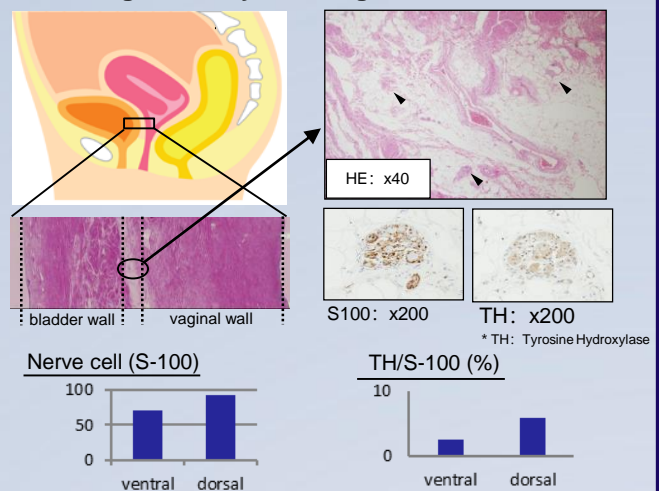 HE: x40
bladder wall
vaginal wall
S100: x200
TH: x200
* TH: Tyrosine Hydroxylase
Nerve cell (S-100)
100
50
0
ventral
dorsal
TH/S-100 (%)
10
0
ventral
dorsal